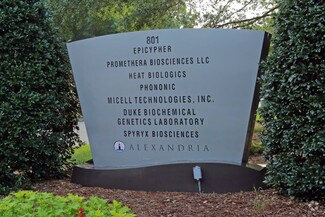 801
EPICYPHER
PROMETHERA BIOSCIENCES LLC
HEAT BIOLOGICS
PHONONIC
MICELL TECHNOLOGIES, INC.
DUKE BIOCHEMICAL
GENETICS LABORATORY
SPYRYX BIOSCIENCES
ALEXANDRIA